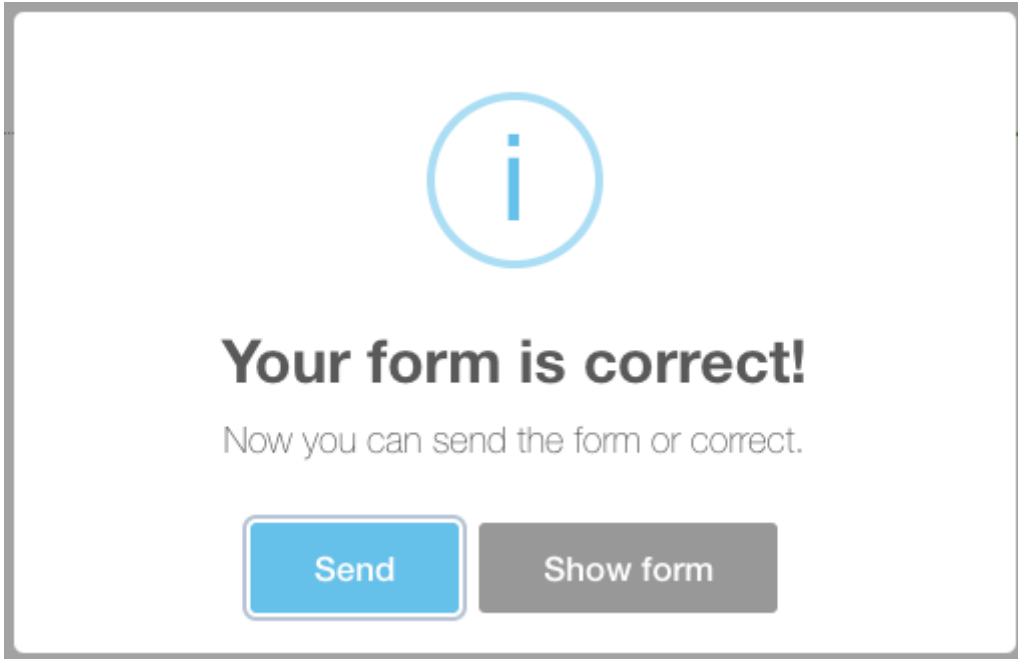 i
Your form is correct!
Now you can send the form or correct.
Send
Show form